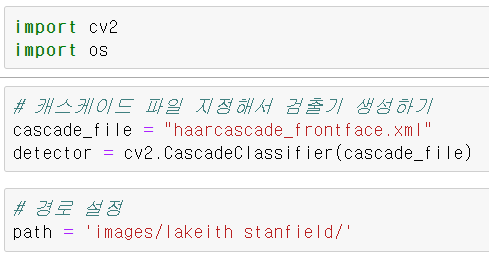 import cv2
import os
# 캐스케이드 파일 지정해서 검출기 생성하기
cascade_file = "haarcascade_frontface.xml"
detector = cv2.CascadeClassifier(cascade_file)
# 경로 설정
path = 'images/lakeith stanfield/'